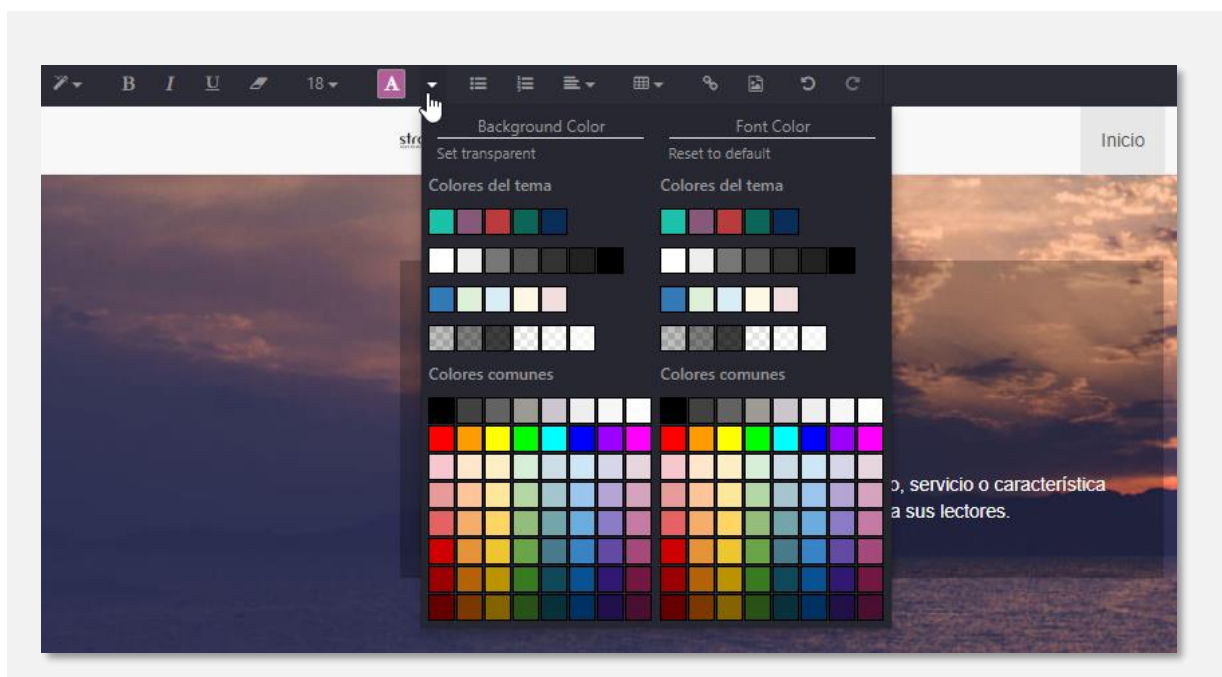 B I U 18 A
Background Color Font Color
Inicio
Set transparent Reset to default
Colores del tema Colores del tema
Colores comunes Colores comunes
servicio o característica
a sus lectores.